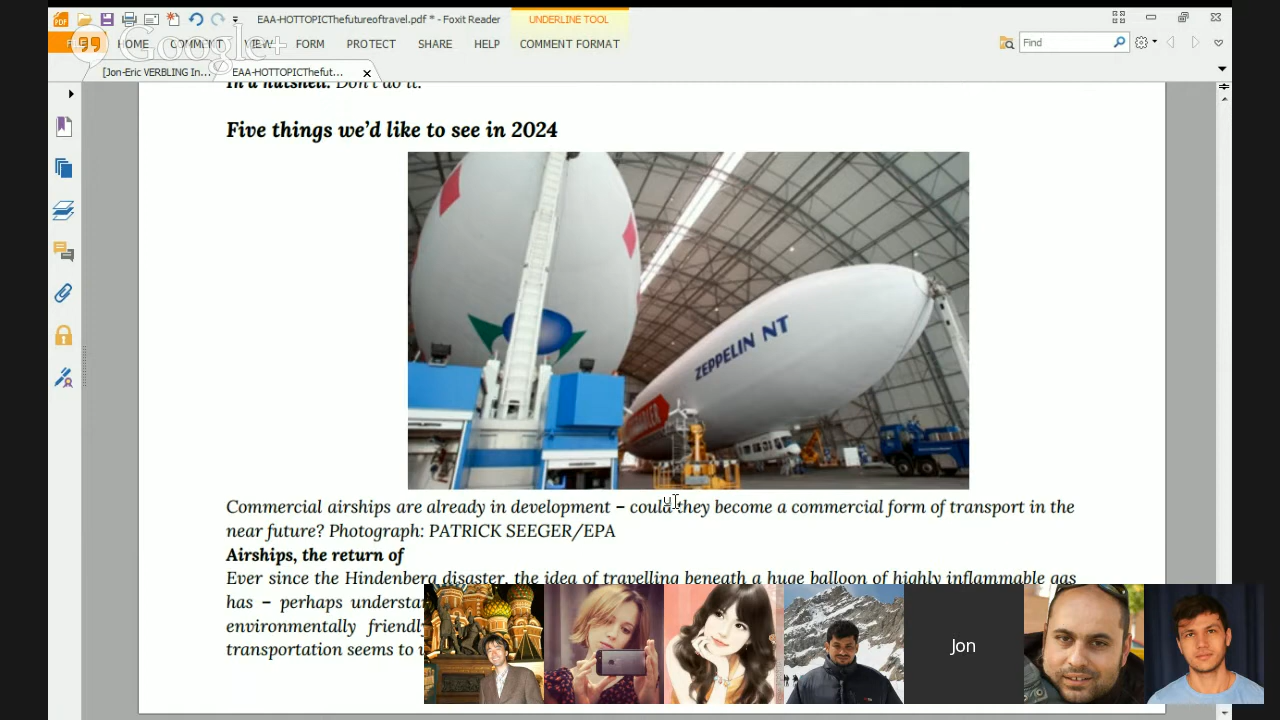 EAA-HOTTOPICThefutureoftravel.pdf * - Foxit Reader
UNDERLINE TOOL
Google+
HOME
COMMENT
VIEW
FORM
PROTECT
SHARE
HELP
COMMENT FORMAT
Find
[Jon-Eric VERBLING In...
EAA-HOTTOPICThefut...
In a nutshell: Don't do it.
Five things we'd like to see in 2024
ZEPPELIN NT
Commercial airships are already in development – could they become a commercial form of transport in the
near future? Photograph: PATRICK SEEGER/EPA
Airships, the return of
Ever since the Hindenberg disaster, the idea of travelling beneath a huge balloon of highly inflammable gas
has – perhaps
environmentally
transportation seems to
Jon